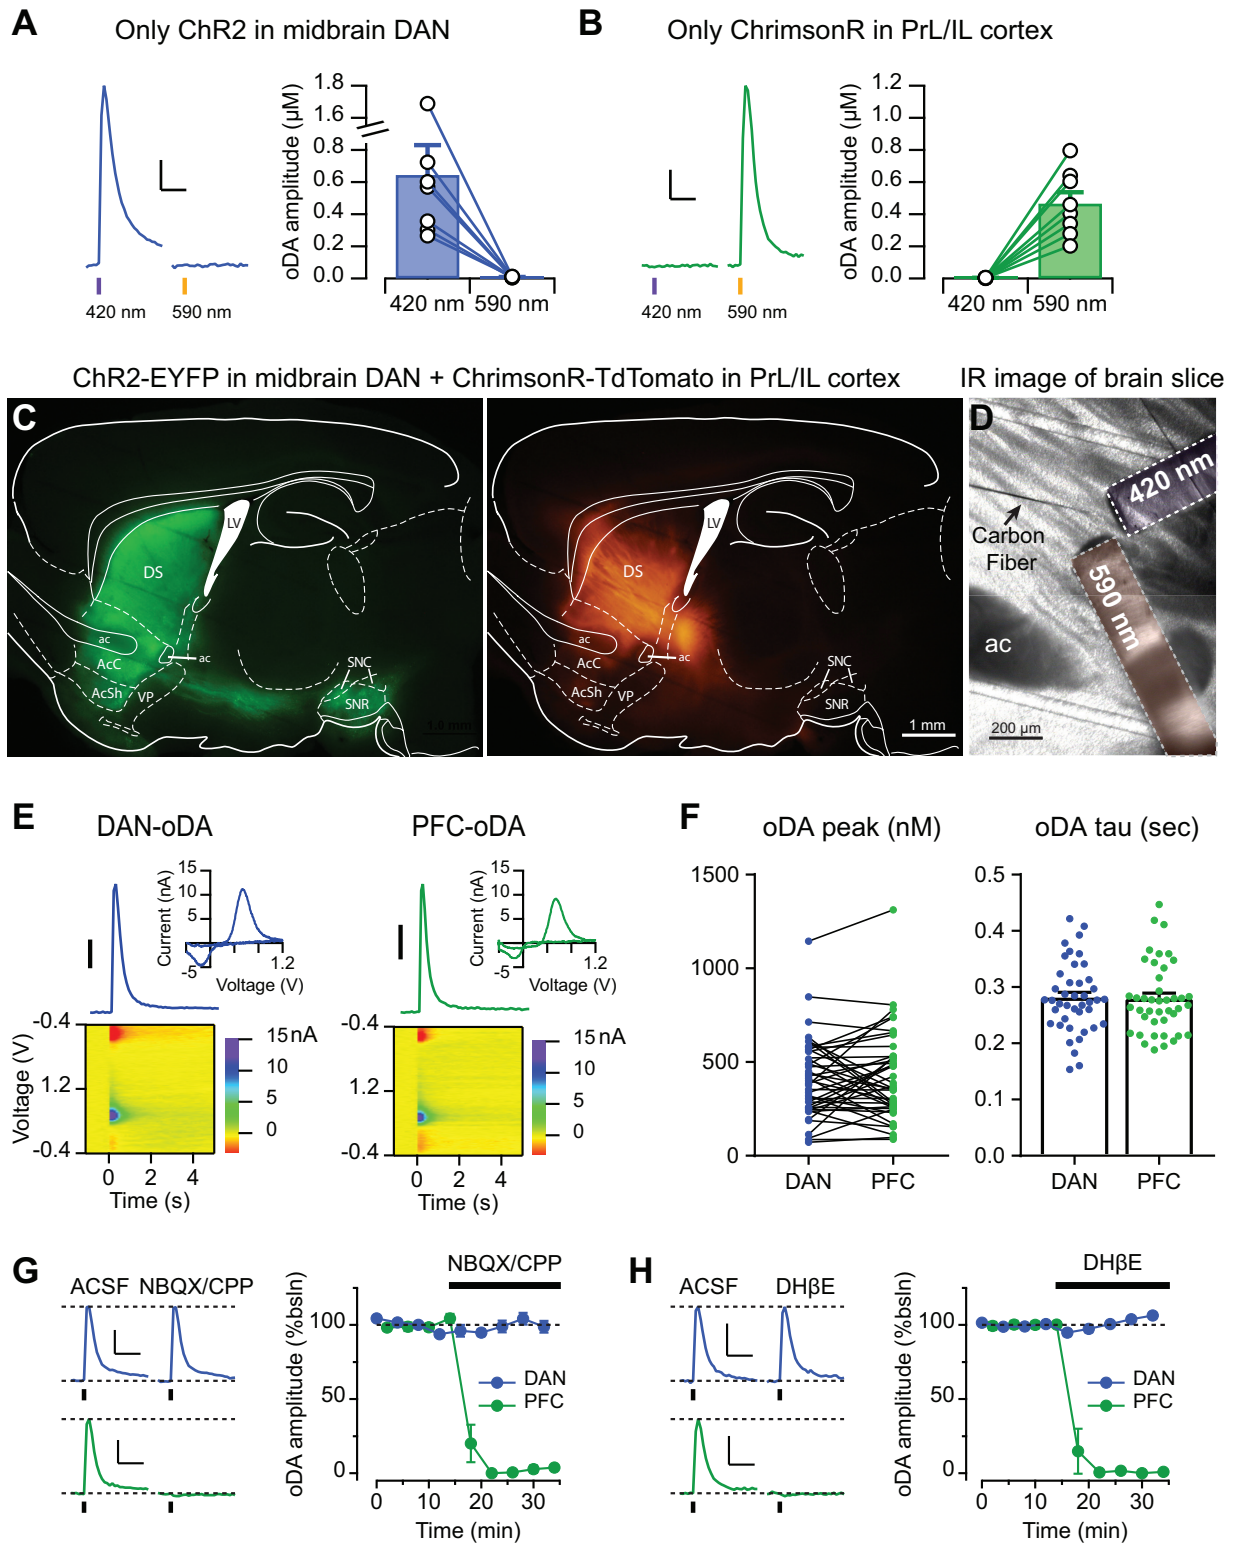 A
Only ChR2 in midbrain DAN
oDA amplitude (μM)
1.8
1.6
0.8
0.6
0.4
0.2
0.0
420 nm
590 nm
420 nm 590 nm
B
Only ChrimsonR in PrL/IL cortex
oDA amplitude (μM)
1.2
1.0
0.8
0.6
0.4
0.2
0.0
420 nm
590 nm
420 nm 590 nm
ChR2-EYFP in midbrain DAN + ChrimsonR-TdTomato in PrL/IL cortex
C
LV
DS
ac
AcC
ac
AcSh
VP
SNC
SNR
1.0 mm
LV
DS
ac
AcC
ac
AcSh
VP
SNC
SNR
1 mm
IR image of brain slice
D
420 nm
Carbon
Fiber
590 nm
ac
200 μm
E
DAN-oDA
Current (nA)
15
10
5
-5
1.2
Voltage (V)
Voltage (V)
-0.4
1.2
-0.4
15 nA
10
5
0
0 2 4
Time (s)
PFC-oDA
Current (nA)
15
10
5
-5
1.2
Voltage (V)
-0.4
1.2
-0.4
15 nA
10
5
0
0 2 4
Time (s)
F
oDA peak (nM)
1500
1000
500
0
DAN PFC
oDA tau (sec)
0.5
0.4
0.3
0.2
0.1
0.0
DAN PFC
G
ACSF NBQX/CPP
oDA amplitude (%bsln)
NBQX/CPP
100
50
0
DAN
PFC
0 10 20 30
Time (min)
H
ACSF DHβE
oDA amplitude (%bsln)
DHβE
100
50
0
DAN
PFC
0 10 20 30
Time (min)